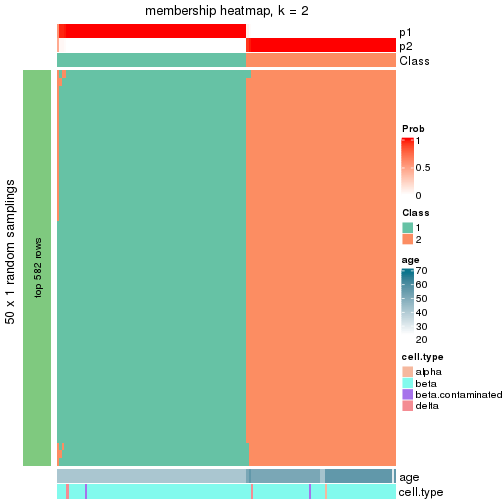 membership heatmap, k = 2
p1
p2
Class
50 x 1 random samplings
top 582 rows
Prob
1
0.5
0
Class
1
2
age
70
60
50
40
30
20
cell.type
alpha
beta
beta.contaminated
delta
age
cell.type